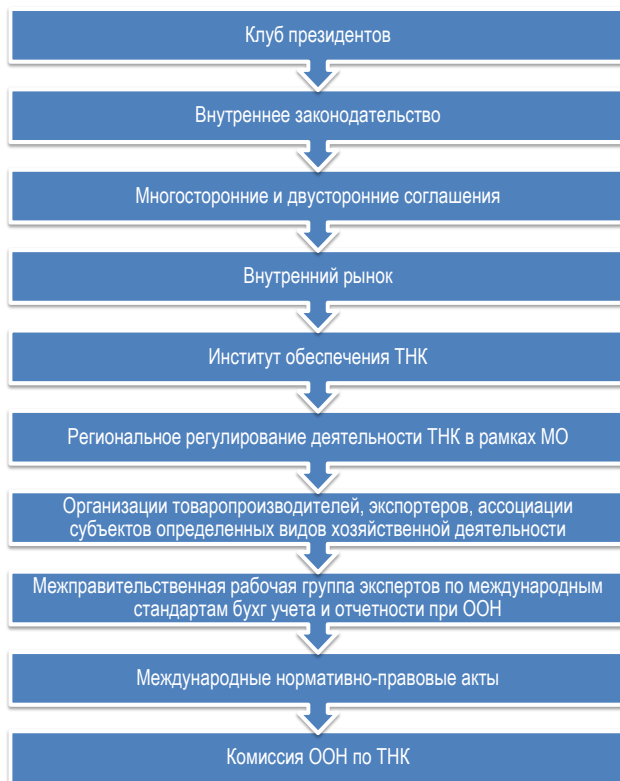 Клуб президентов
Внутреннее законодательство
Многосторонние и двусторонние соглашения
Внутренний рынок
Институт обеспечения ТНК
Региональное регулирование деятельности ТНК в рамках МО
Организации товаропроизводителей, экспортеров, ассоциации
субъектов определенных видов хозяйственной деятельности
Межправительственная рабочая группа экспертов по международным
стандартам бухг учета и отчетности при ООН
Международные нормативно-правовые акты
Комиссия ООН по ТНК